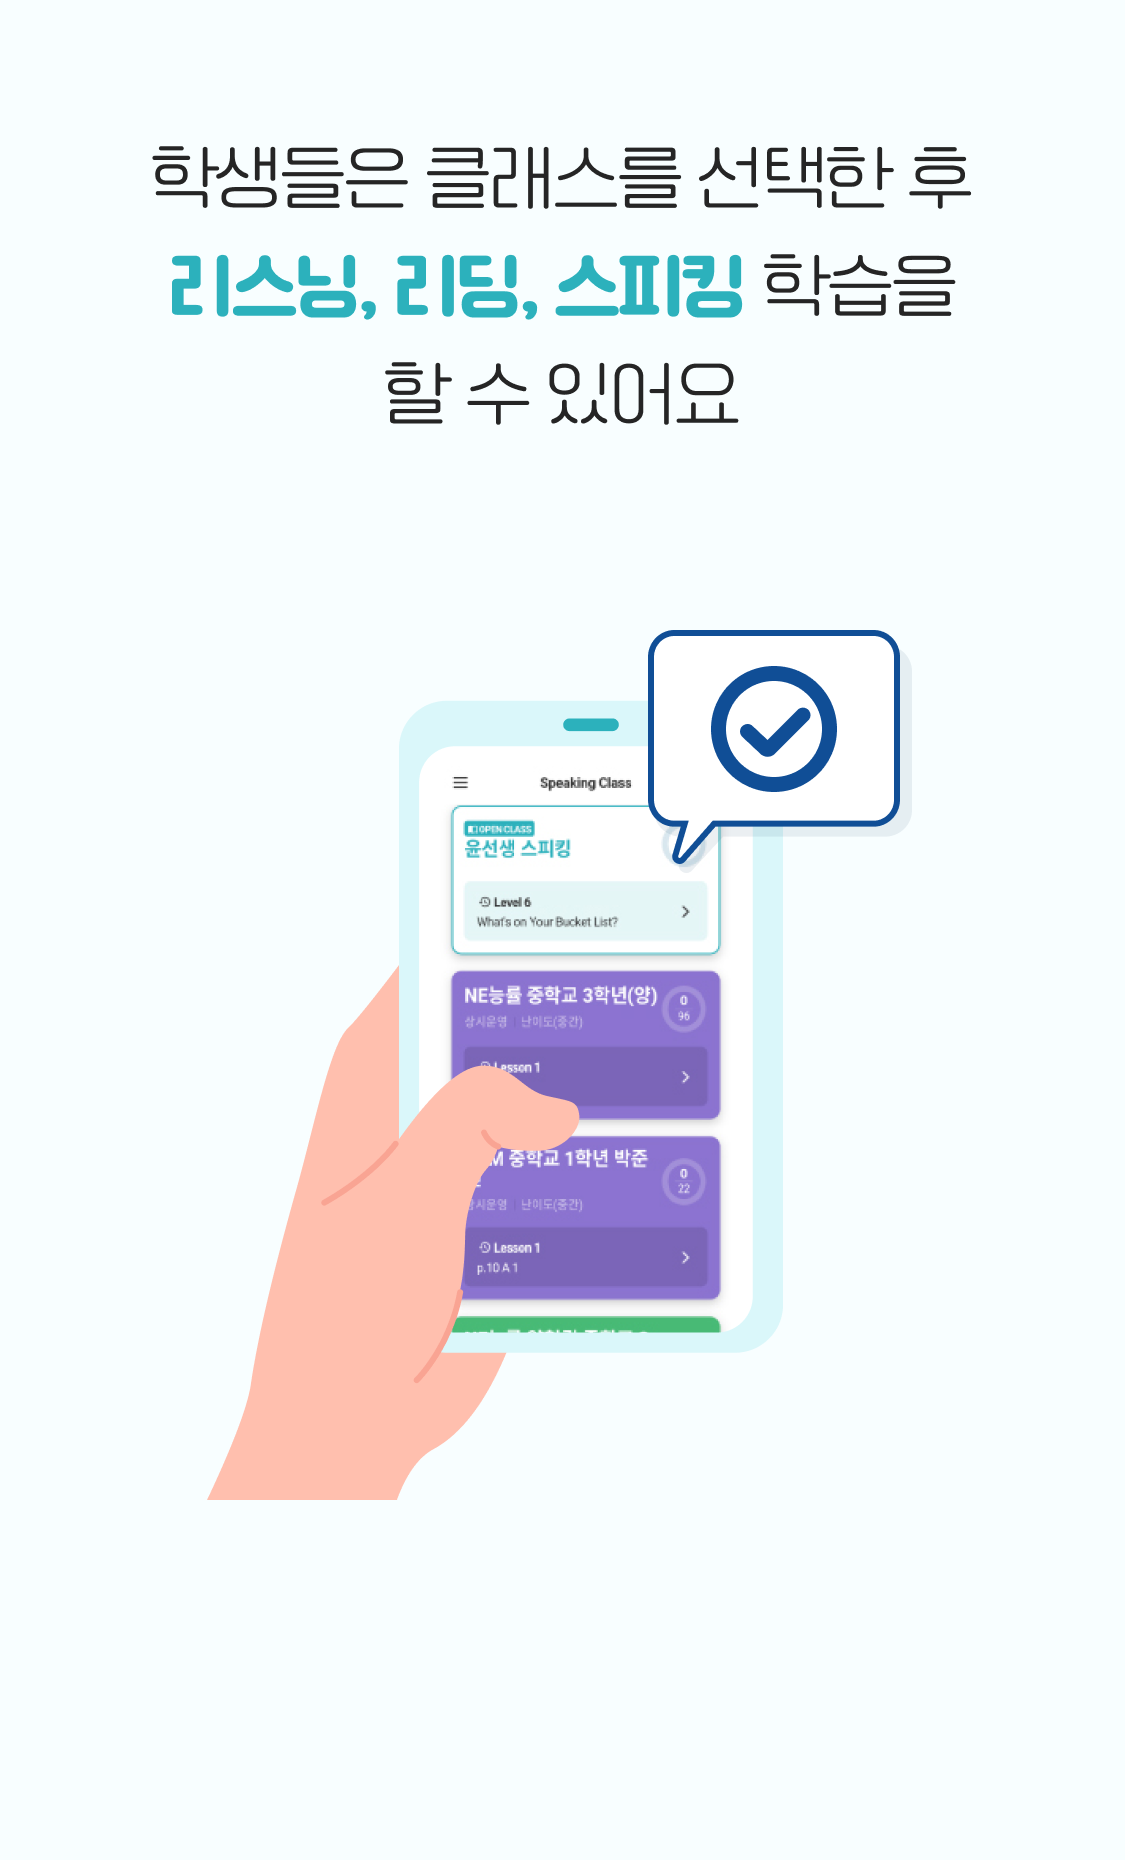 학생들은 클래스를 선택한 후
리스닝, 리딩, 스피킹 학습을
할 수 있어요
Speaking Class
OPEN CLASS
윤선생 스피킹
Level 6
What's on Your Bucket List?
NE능률 중학교 3학년(양)
0
96
상시운영 난이도(중간)
Lesson 1
중학교 1학년 박준
0
22
상시운영 난이도(중간)
Lesson 1
p.10 A 1